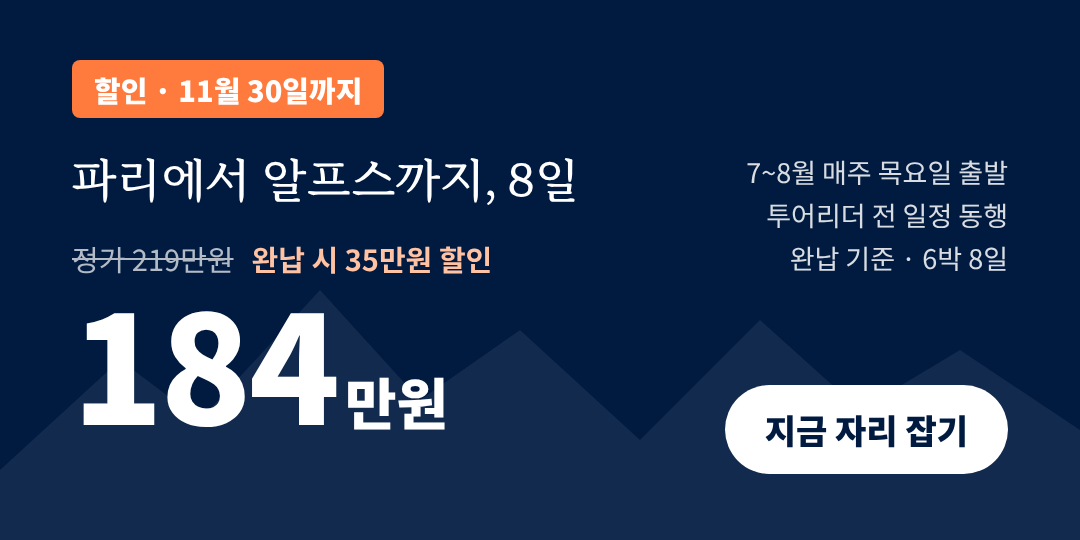 할인 · 11월 30일까지
파리에서 알프스까지, 8일
정가 219만원 완납 시 35만원 할인
184만원
7~8월 매주 목요일 출발
투어리더 전 일정 동행
완납 기준 · 6박 8일
지금 자리 잡기